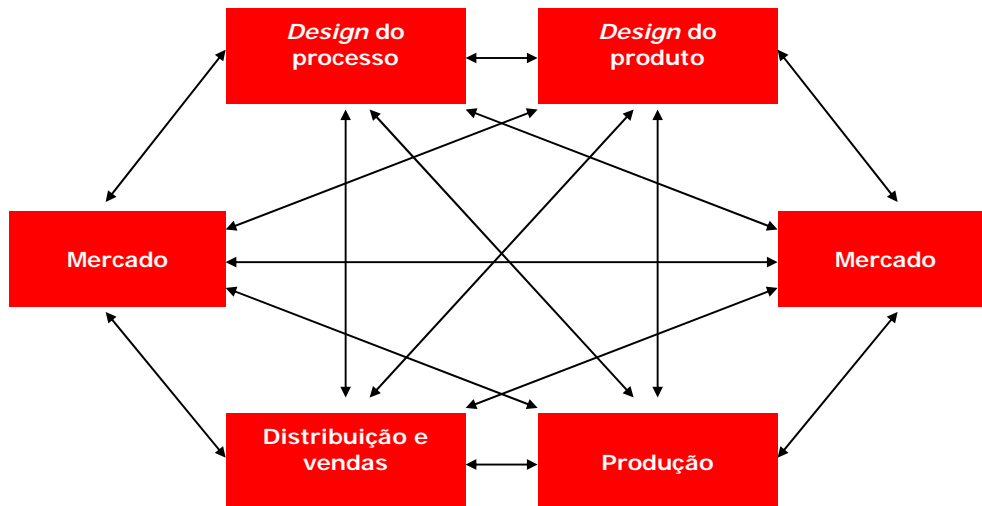 Design do
processo
Design do
produto
Mercado
Mercado
Distribuição e
vendas
Produção